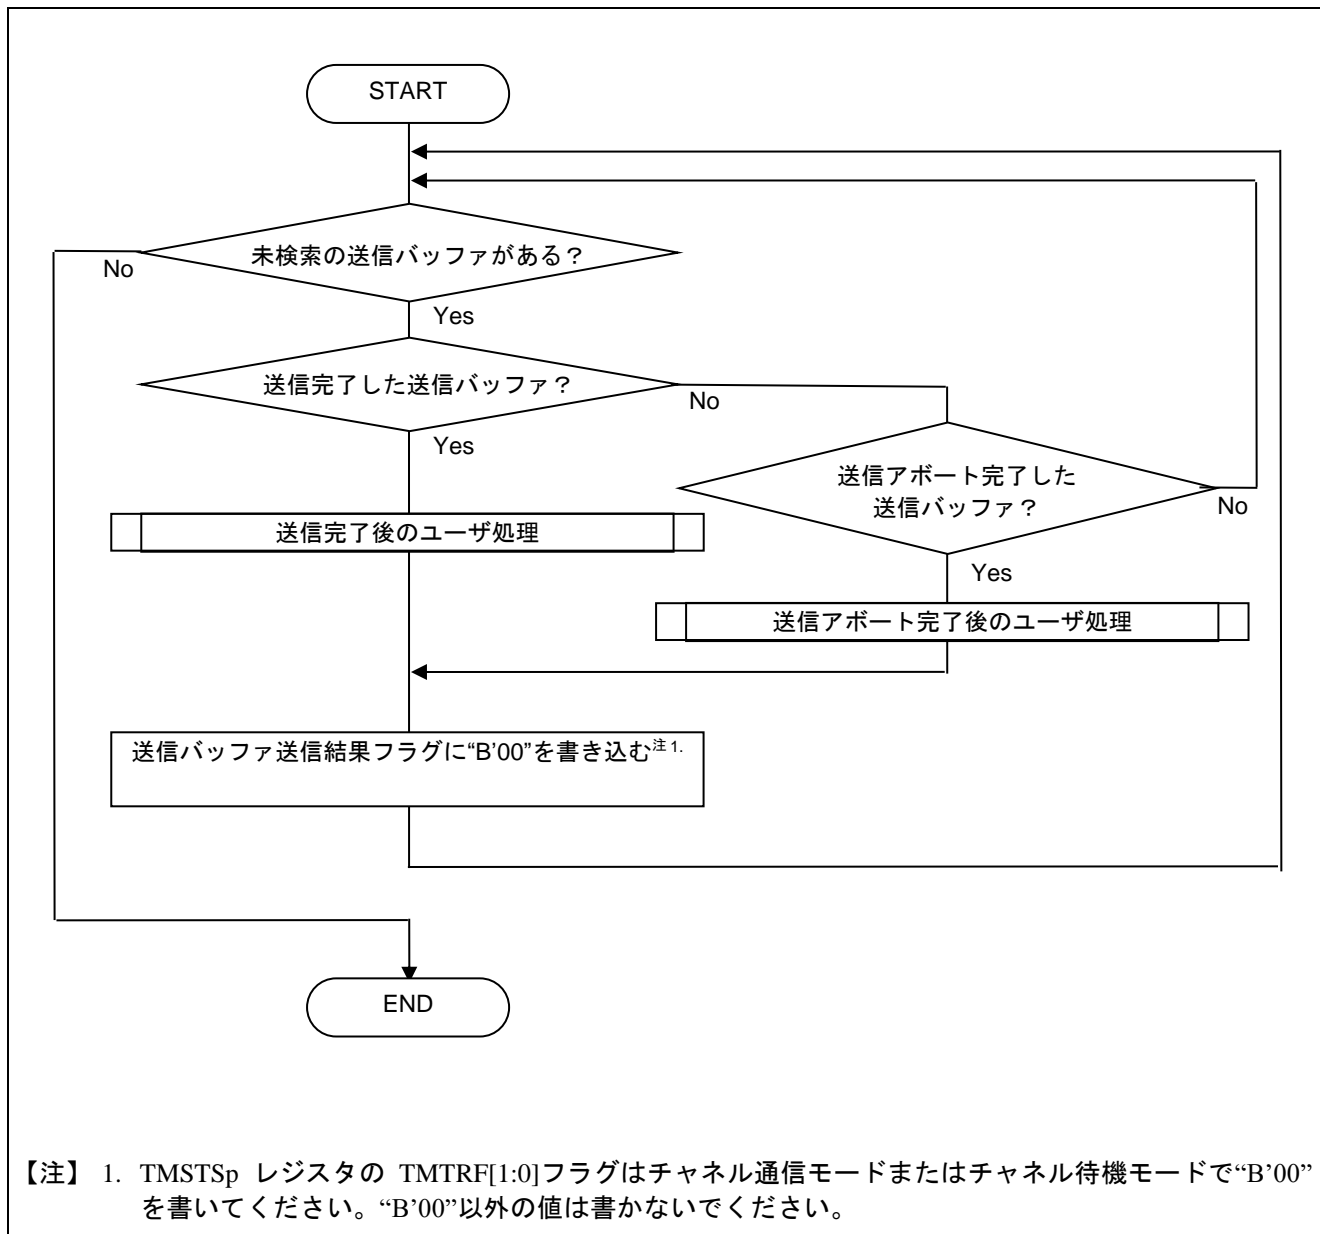 START
未検索の送信バッファがある？
No
Yes
送信完了した送信バッファ？
No
Yes
送信アボート完了した
送信バッファ？
No
送信完了後のユーザ処理
Yes
送信アボート完了後のユーザ処理
送信バッファ送信結果フラグに“B’00”を書き込む注1.
END
【注】 1. TMSTSp レジスタの TMTRF[1:0]フラグはチャネル通信モードまたはチャネル待機モードで“B’00”
を書いてください。“B’00”以外の値は書かないでください。